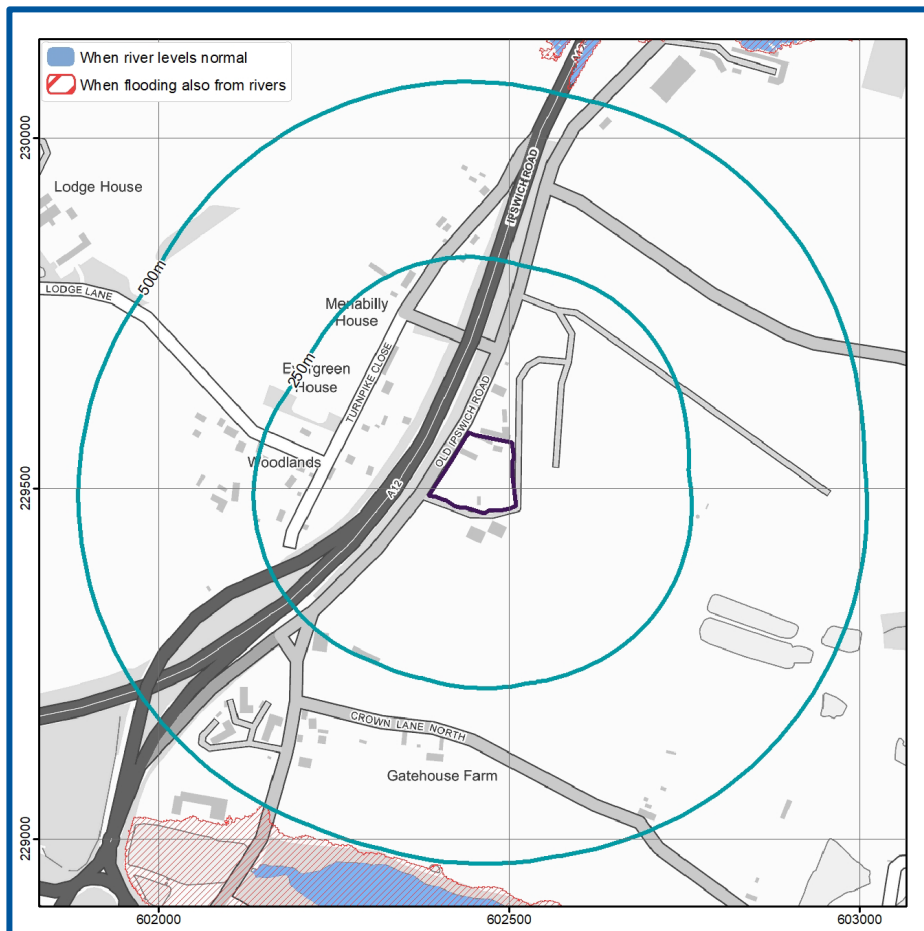 When river levels normal
When flooding also from rivers
A12
230000
IPSWICH ROAD
Lodge House
500m
LODGE LANE
Menabilly
House
250m
Evergreen
House
TURNPIKE CLOSE
OLD IPSWICH ROAD
Woodlands
229500
A12
CROWN LANE NORTH
Gatehouse Farm
229000
602000
602500
603000